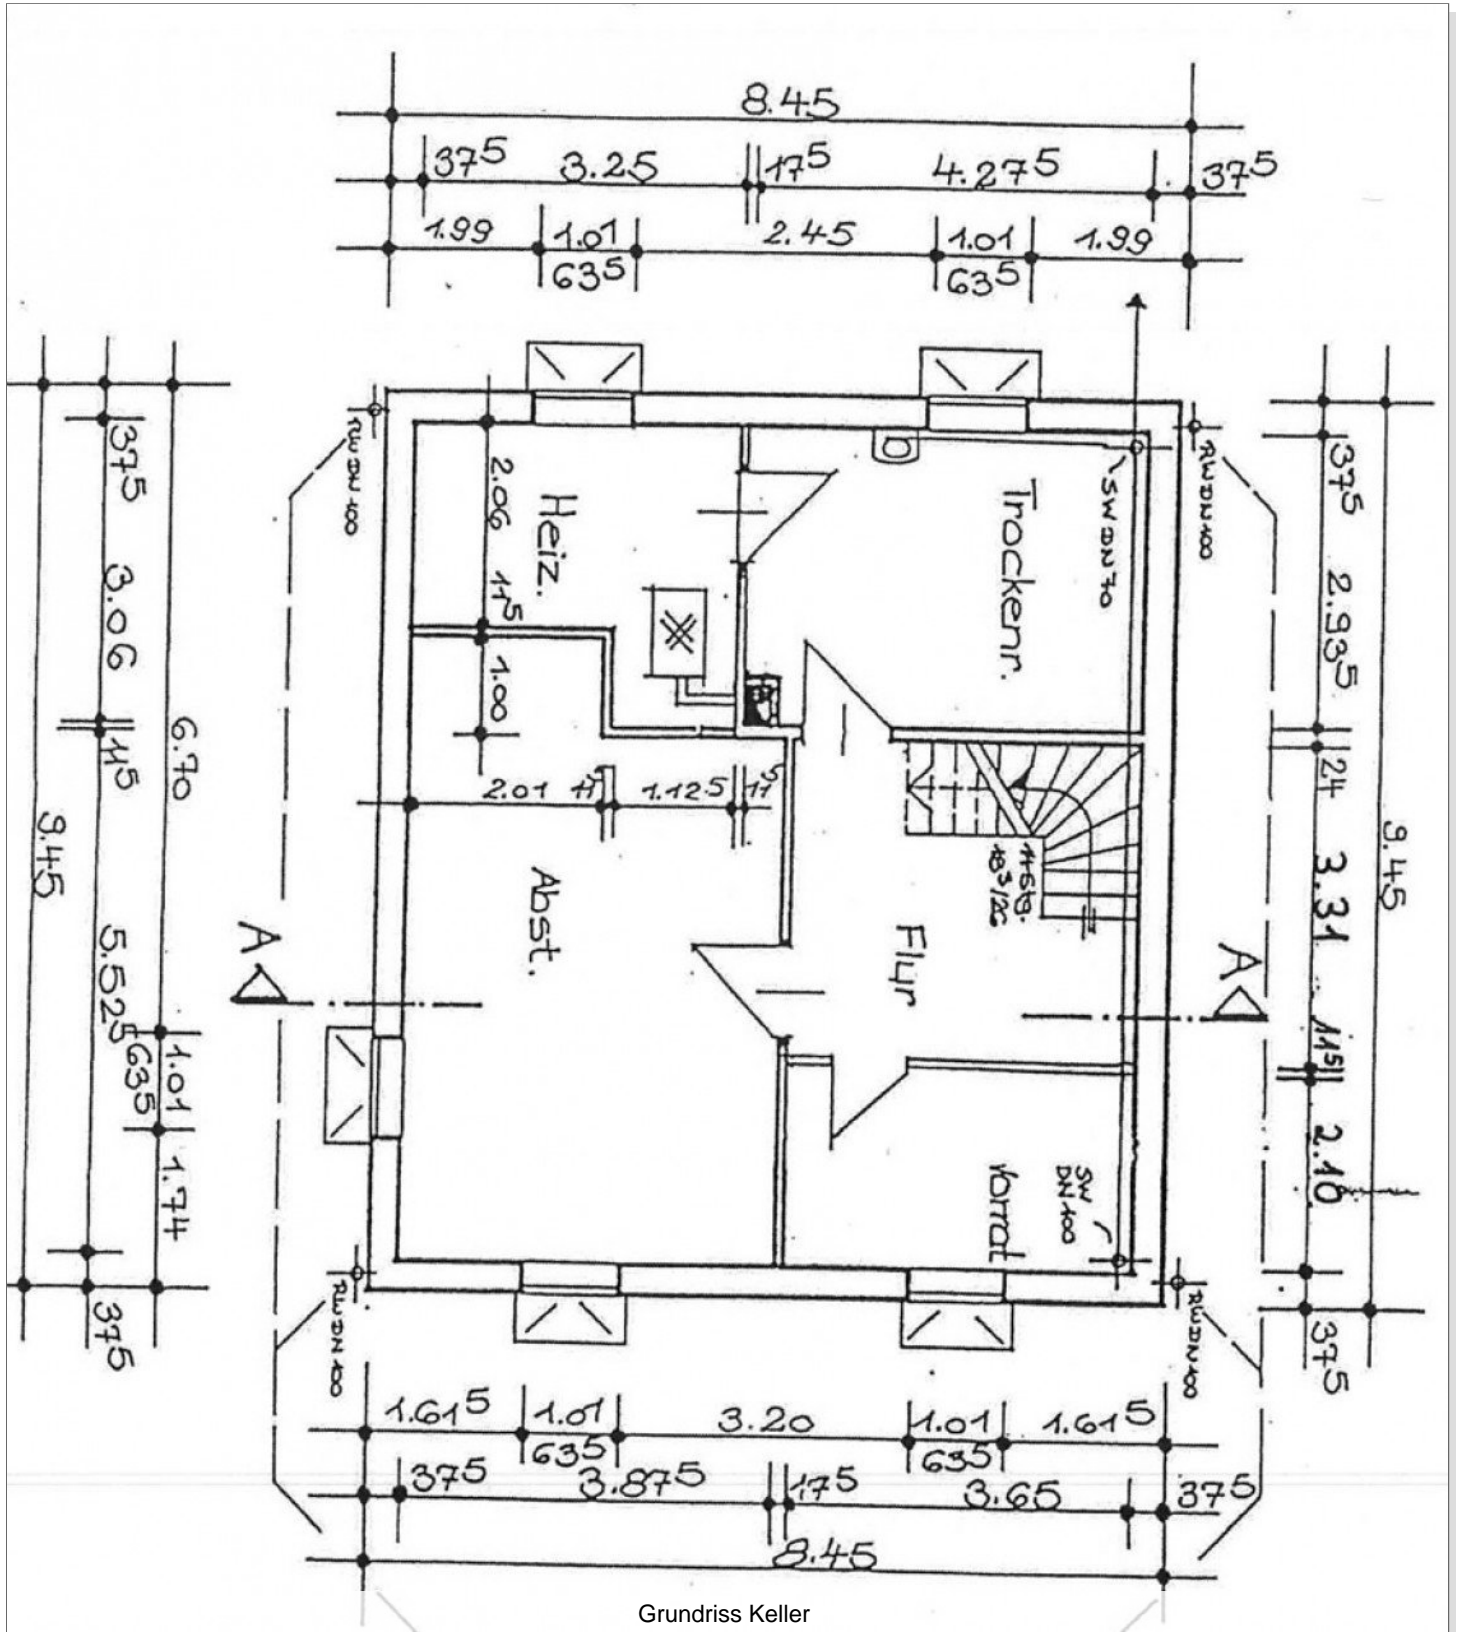 8.45
37⁵ 3.25 17⁵ 4.27⁵ 37⁵
1.99 1.01 2.45 1.01 1.99
63⁵ 63⁵
RW DN 100
RW DN 100
SW DN 70
Heiz.
Trockenr.
2.06
11⁵
1.00
2.01 11⁵ 1.12⁵ 11⁵
14 Stg.
18³/26
Abst.
Flur
Vorrat
SW
DN 100
A
A
9.45
37⁵ 3.06 11⁵ 5.52⁵ 37⁵
6.70 1.01 1.74
63⁵
37⁵ 2.93⁵ 24 3.31 11⁵ 2.10 37⁵
9.45
RW DN 100
RW DN 100
1.61⁵ 1.01 3.20 1.01 1.61⁵
63⁵ 63⁵
37⁵ 3.87⁵ 17⁵ 3.65 37⁵
8.45
Grundriss Keller